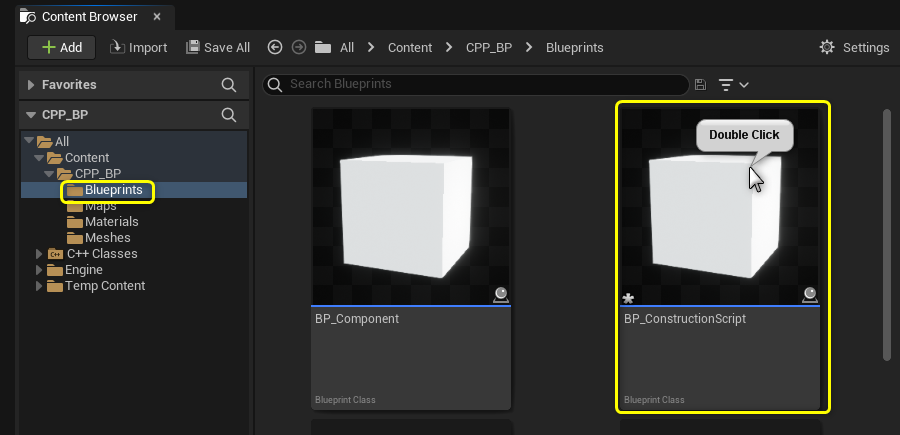 Content Browser
Add Import Save All All Content CPP_BP Blueprints Settings
Favorites
Search Blueprints
CPP_BP
All
Content
CPP_BP
Blueprints
Maps
Materials
Meshes
C++ Classes
Engine
Temp Content
Double Click
BP_Component
Blueprint Class
BP_ConstructionScript
Blueprint Class